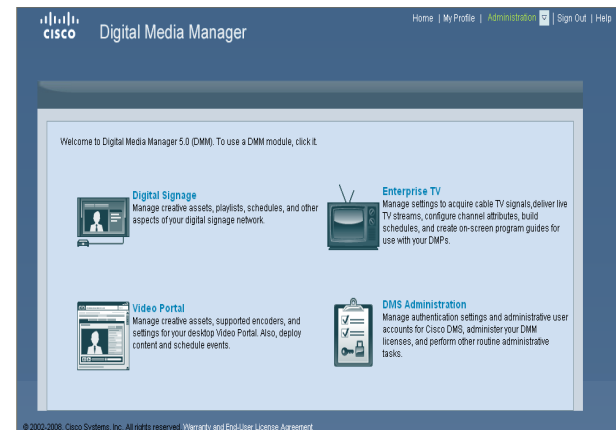 Home | My Profile | Administration | Sign Out | Help
CISCO Digital Media Manager
Welcome to Digital Media Manager 5.0 (DMM). To use a DMM module, click it.
Digital Signage
Manage creative assets, playlists, schedules, and other
aspects of your digital signage network.
Enterprise TV
Manage settings to acquire cable TV signals,deliver live
TV streams, configure channel attributes, build
schedules, and create on-screen program guides for
use with your DMPs.
Video Portal
Manage creative assets, supported encoders, and
settings for your desktop Video Portal. Also, deploy
content and schedule events.
DMS Administration
Manage authentication settings and administrative user
accounts for Cisco DMS, administer your DMM
licenses, and perform other routine administrative
tasks.
© 2002-2008. Cisco Systems, Inc. All rights reserved. Warranty and End-User License Agreement